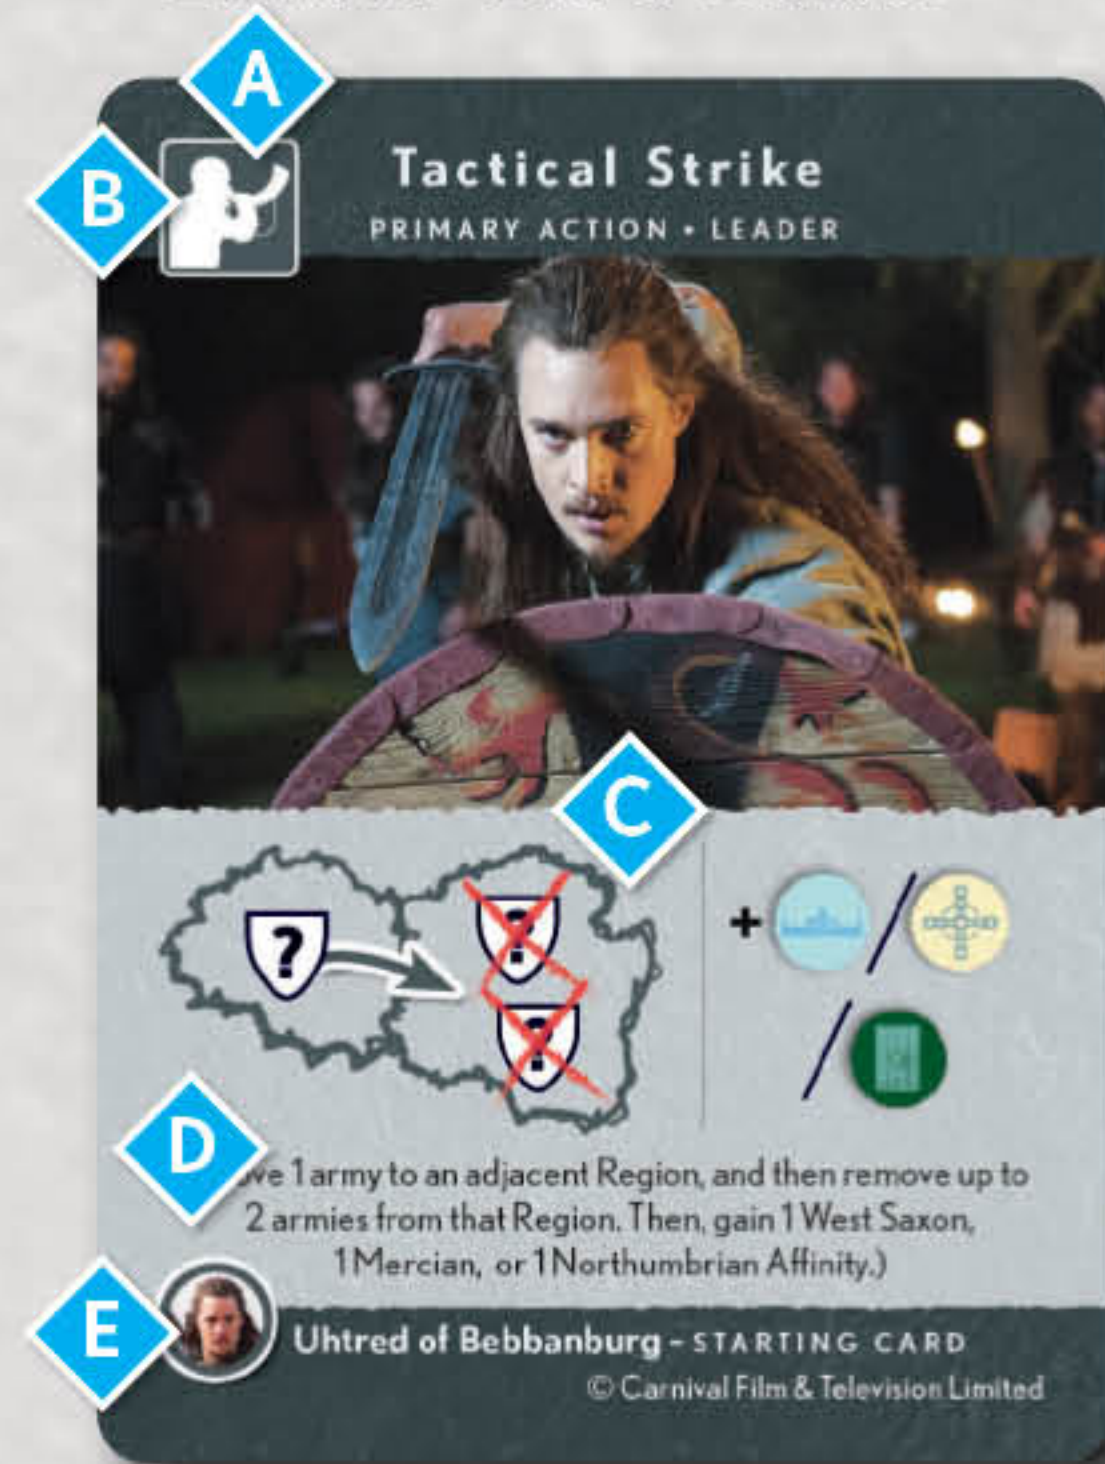 A
B
Tactical Strike
PRIMARY ACTION • LEADER
C
?
?
?
+
/
/
D
ve 1 army to an adjacent Region, and then remove up to
2 armies from that Region. Then, gain 1 West Saxon,
1 Mercian, or 1 Northumbrian Affinity.)
E
Uhtred of Bebbanburg – STARTING CARD
© Carnival Film & Television Limited